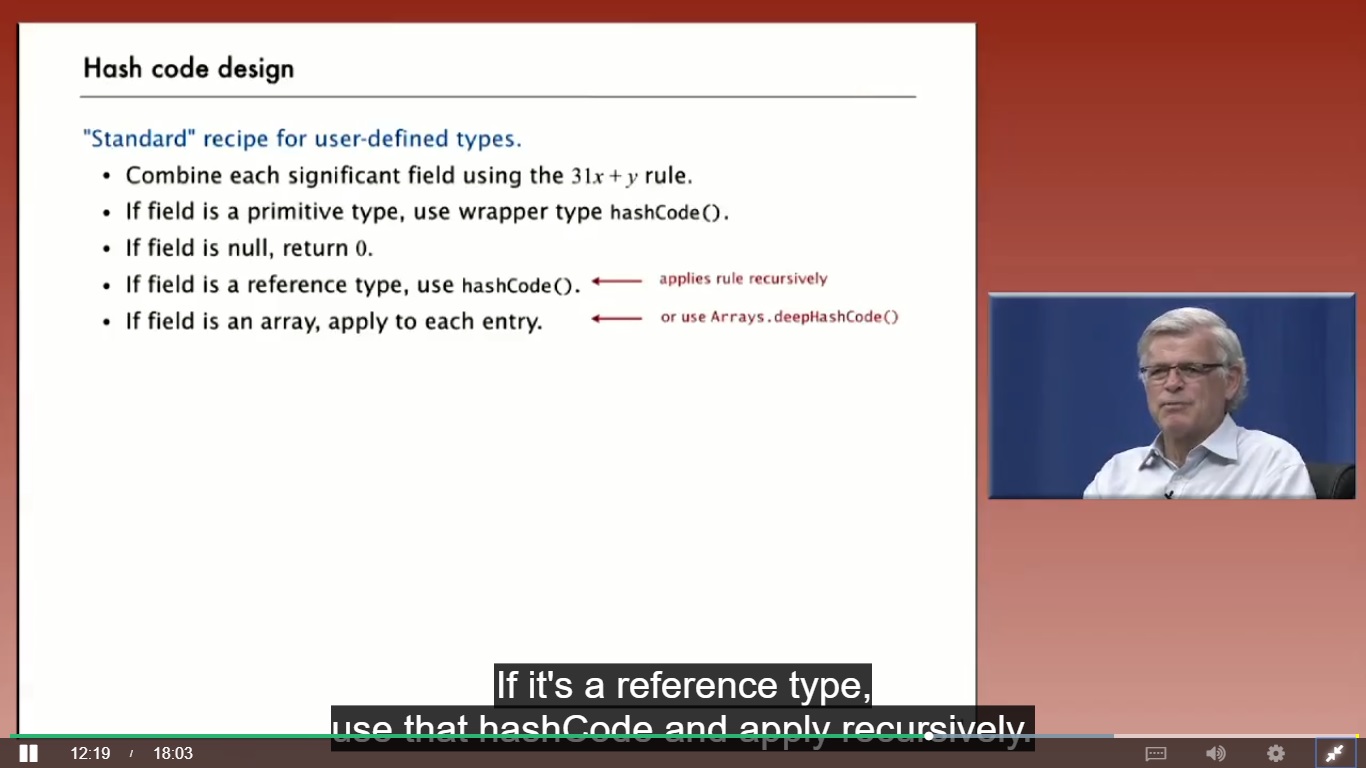 Hash code design
"Standard" recipe for user-defined types.
• Combine each significant field using the 31x + y rule.
• If field is a primitive type, use wrapper type hashCode().
• If field is null, return 0.
• If field is a reference type, use hashCode(). applies rule recursively
• If field is an array, apply to each entry. or use Arrays.deepHashCode()
If it's a reference type,
use that hashCode and apply recursively.
12:19 / 18:03